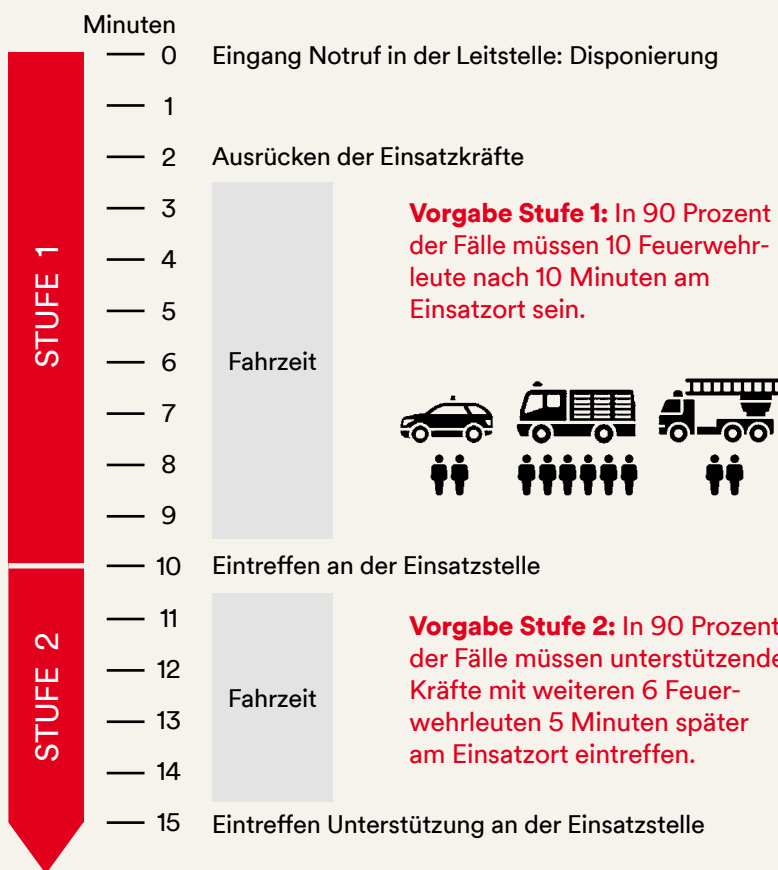 Minuten
0 Eingang Notruf in der Leitstelle: Disponierung
1
2 Ausrücken der Einsatzkräfte
3
Vorgabe Stufe 1: In 90 Prozent
der Fälle müssen 10 Feuerwehr-
leute nach 10 Minuten am
Einsatzort sein.
4
5
STUFE 1
6 Fahrzeit
7
8
9
10 Eintreffen an der Einsatzstelle
11
Vorgabe Stufe 2: In 90 Prozent
der Fälle müssen unterstützende
Kräfte mit weiteren 6 Feuer-
wehrleuten 5 Minuten später
am Einsatzort eintreffen.
12
STUFE 2
Fahrzeit
13
14
15 Eintreffen Unterstützung an der Einsatzstelle